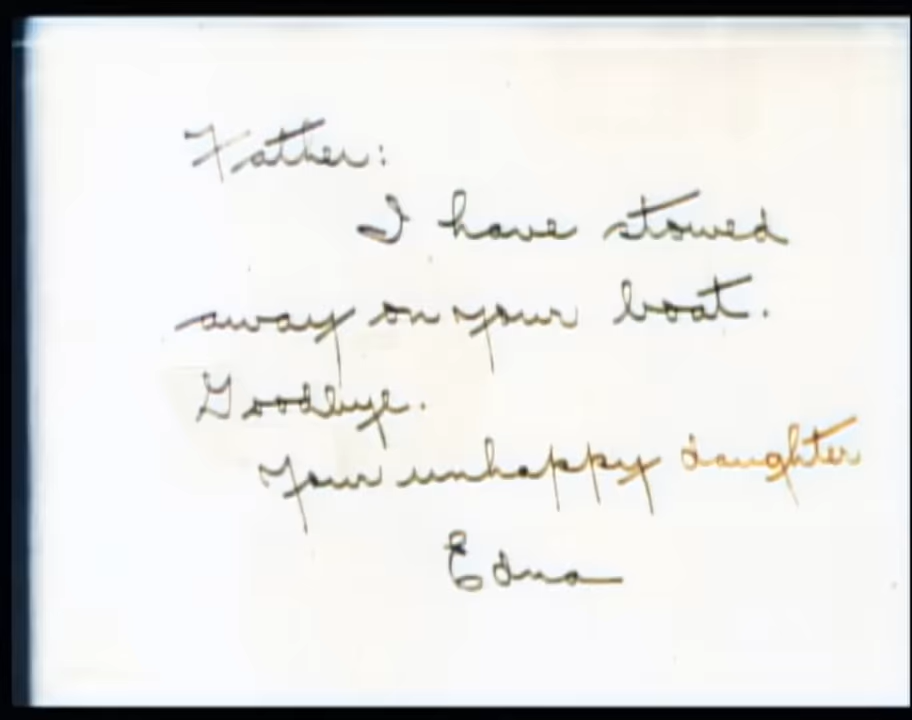 Father:
I have stowed
away on your boat.
Goodbye.
Your unhappy daughter
Edna